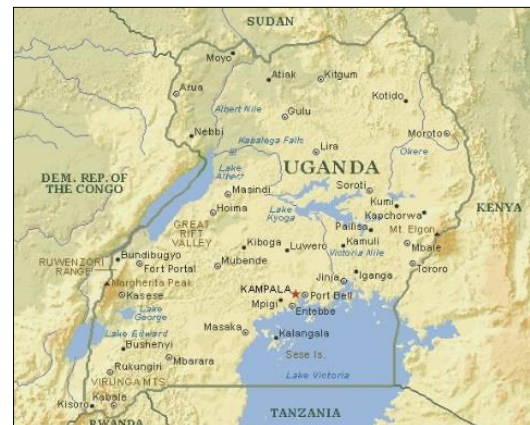 SUDAN
Moyo
Atiak
Kitgum
Arua
Kotido
Albert Nile
Gulu
Nebbi
Kabalega Falls
Moroto
Lira
Okere
DEM. REP. OF
THE CONGO
Lake
Albert
UGANDA
Masindi
Soroti
Hoima
Lake
Kyoga
Kumi
KENYA
Kapchorwa
GREAT
RIFT
VALLEY
Pallisa
Mt. Elgon
Kiboga
Luwero
Kamuli
Mbale
RUWENZORI
RANGE
Bundibugyo
Victoria Nile
Fort Portal
Mubende
Tororo
Iganga
Jinja
Margherita Peak
KAMPALA
Port Bell
Kasese
Mpigi
Entebbe
Lake
George
Lake Edward
Masaka
Kalangala
Bushenyi
Sese Is.
Mbarara
Rukungiri
Lake Victoria
VIRUNGA MTS.
Kabale
Kisoro
TANZANIA
RWANDA